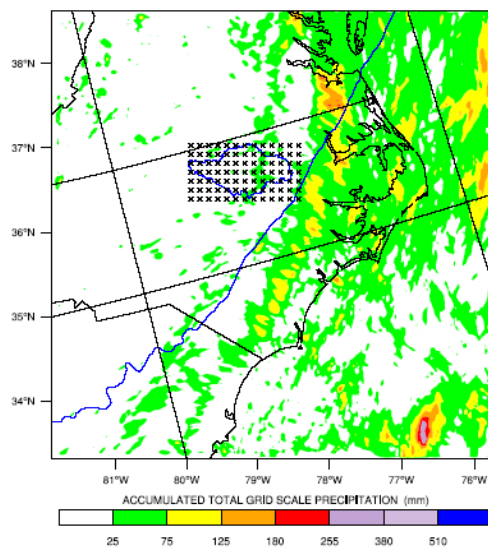 38°N
37°N
36°N
35°N
34°N
81°W 80°W 79°W 78°W 77°W 76°W
ACCUMULATED TOTAL GRID SCALE PRECIPITATION (mm)
25 75 125 180 255 380 510